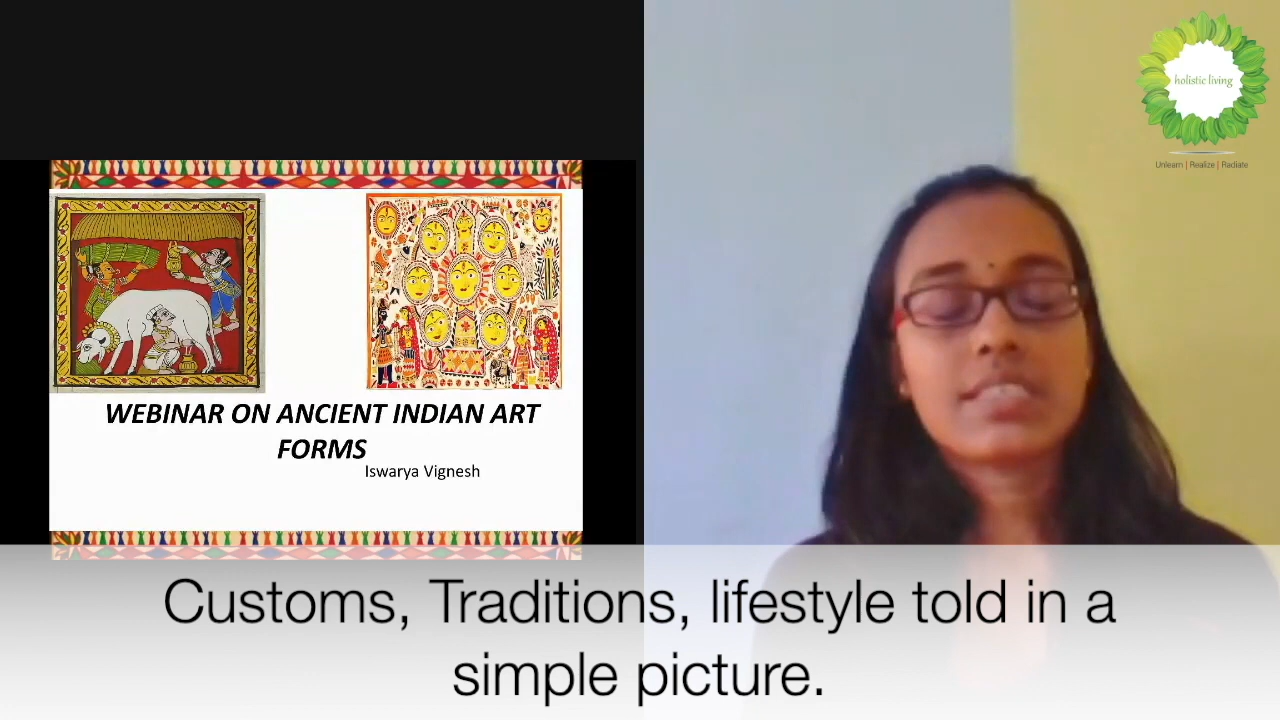 holistic living
Unlearn | Realize | Radiate
WEBINAR ON ANCIENT INDIAN ART
FORMS
Iswarya Vignesh
Customs, Traditions, lifestyle told in a
simple picture.